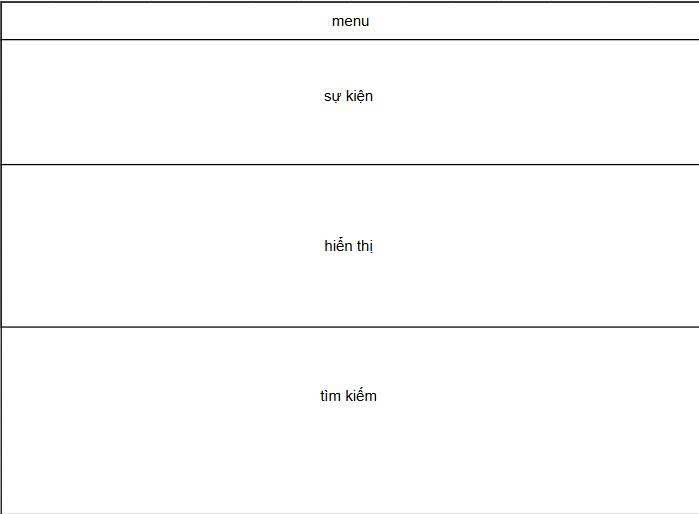 menu
sự kiện
hiển thị
tìm kiếm